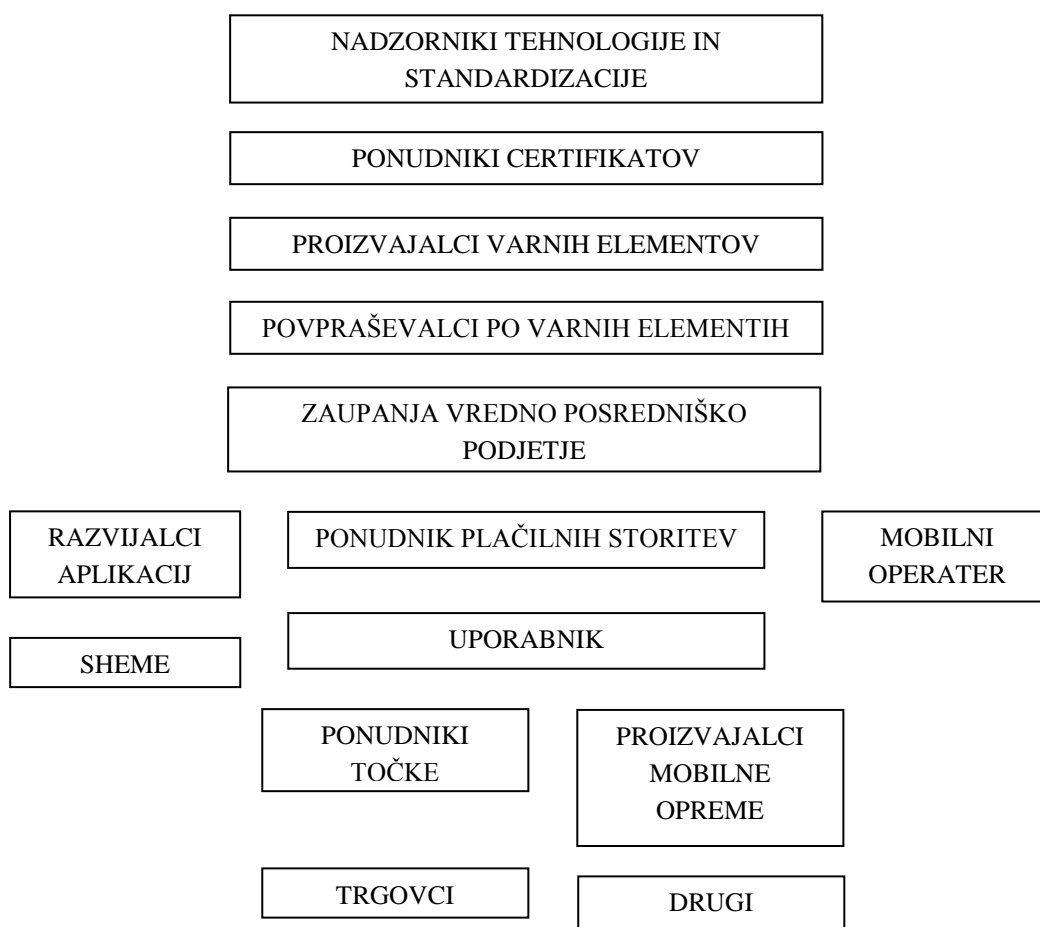 NADZORNIKI TEHNOLOGIJE IN
STANDARDIZACIJE
PONUDNIKI CERTIFIKATOV
PROIZVAJALCI VARNIH ELEMENTOV
POVPRAŠEVALCI PO VARNIH ELEMENTIH
ZAUPANJA VREDNO POSREDNIŠKO
PODJETJE
RAZVIJALCI
APLIKACIJ
PONUDNIK PLAČILNIH STORITEV
MOBILNI
OPERATER
SHEME
UPORABNIK
PONUDNIKI
TOČKE
PROIZVAJALCI
MOBILNE
OPREME
TRGOVCI
DRUGI